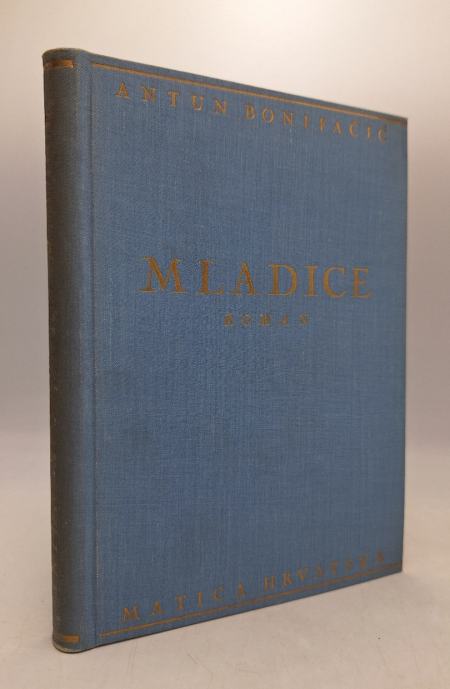 ANTUN BONIFAČIĆ
MLADICE
ROMAN
MATICA HRVATSKA